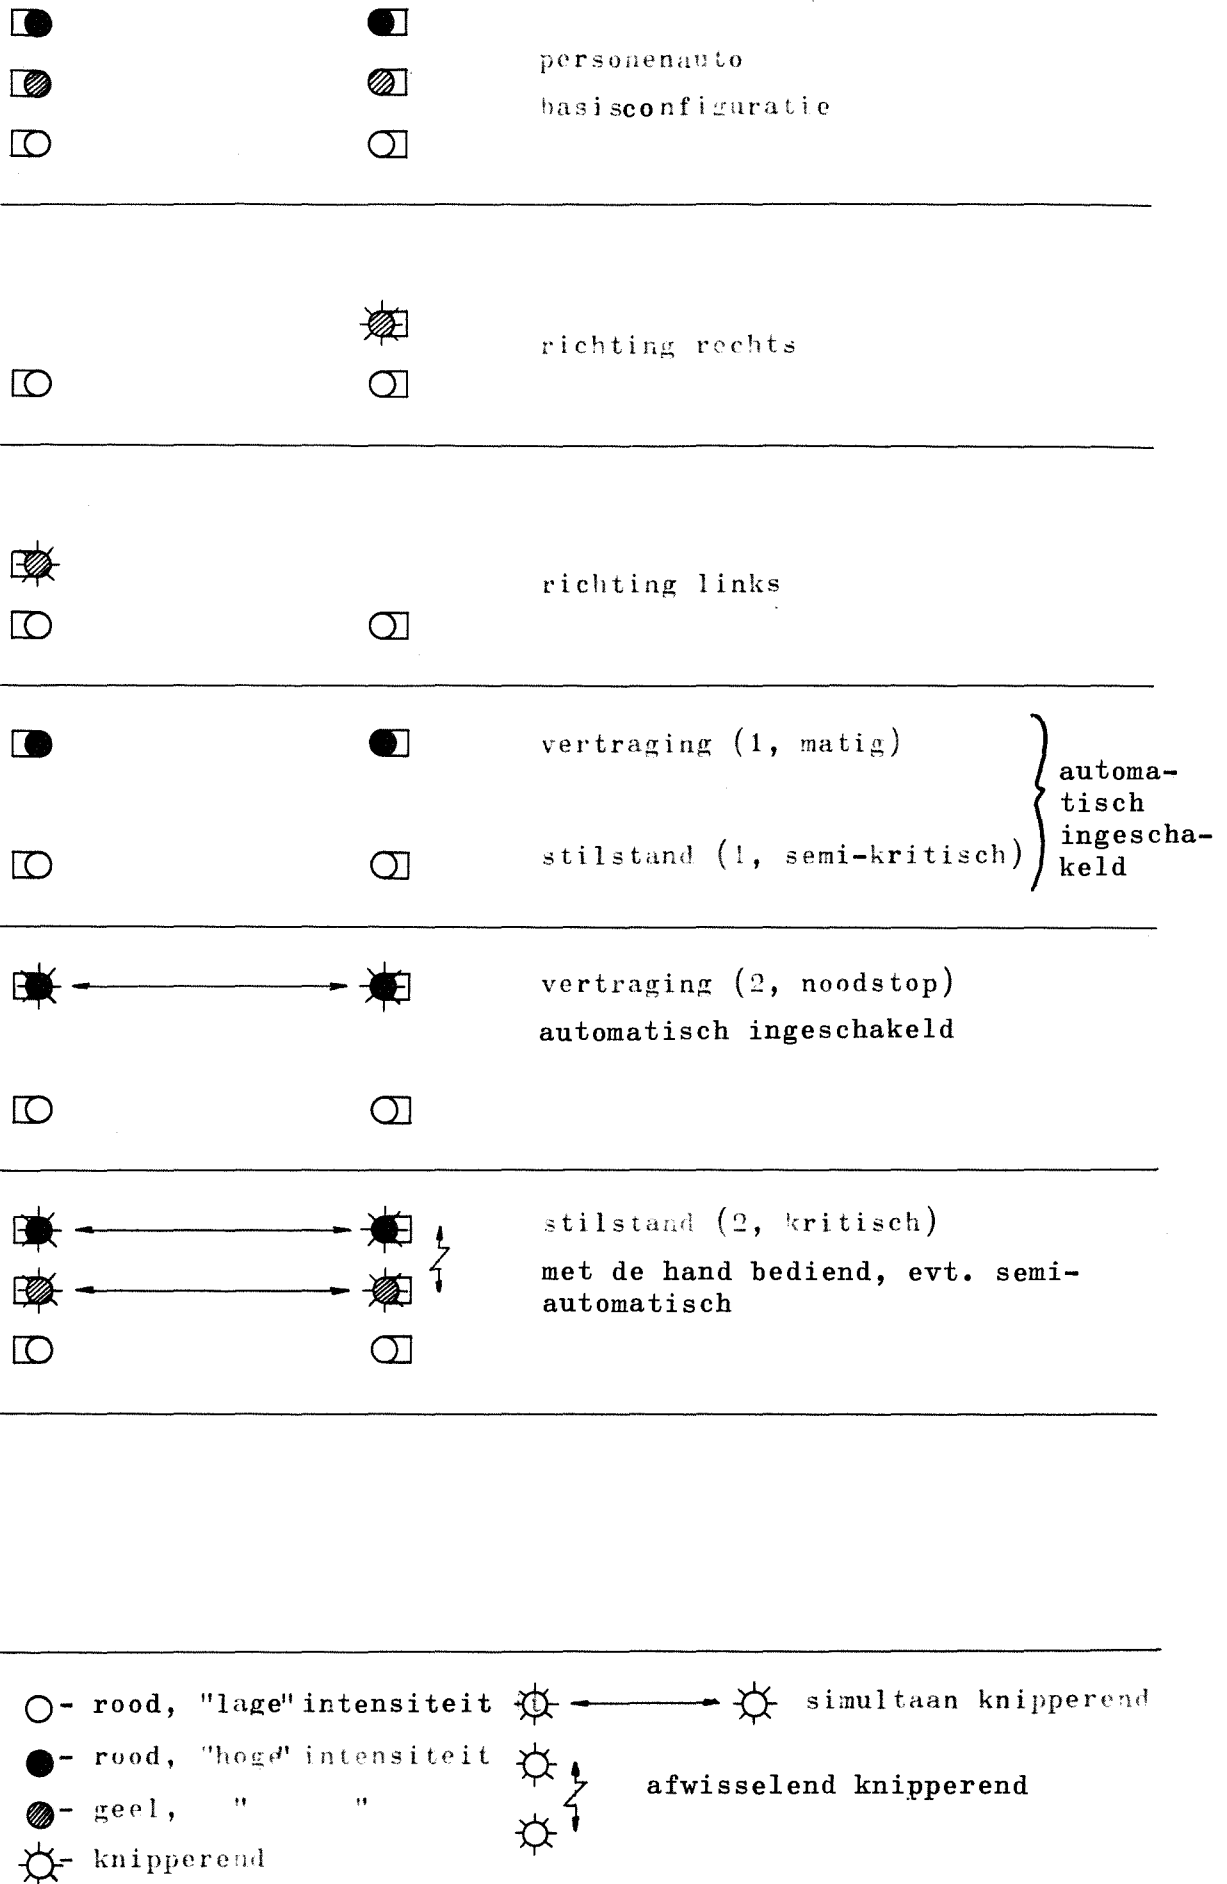 personenauto
basisconfiguratie
richting rechts
richting links
vertraging (1, matig)
stilstand (1, semi-kritisch)
automa-
tisch
ingescha-
keld
vertraging (2, noodstop)
automatisch ingeschakeld
stilstand (2, kritisch)
met de hand bediend, evt. semi-
automatisch
- rood, "lage" intensiteit
- rood, "hoge" intensiteit
- geel, " "
- knipperend
simultaan knipperend
afwisselend knipperend